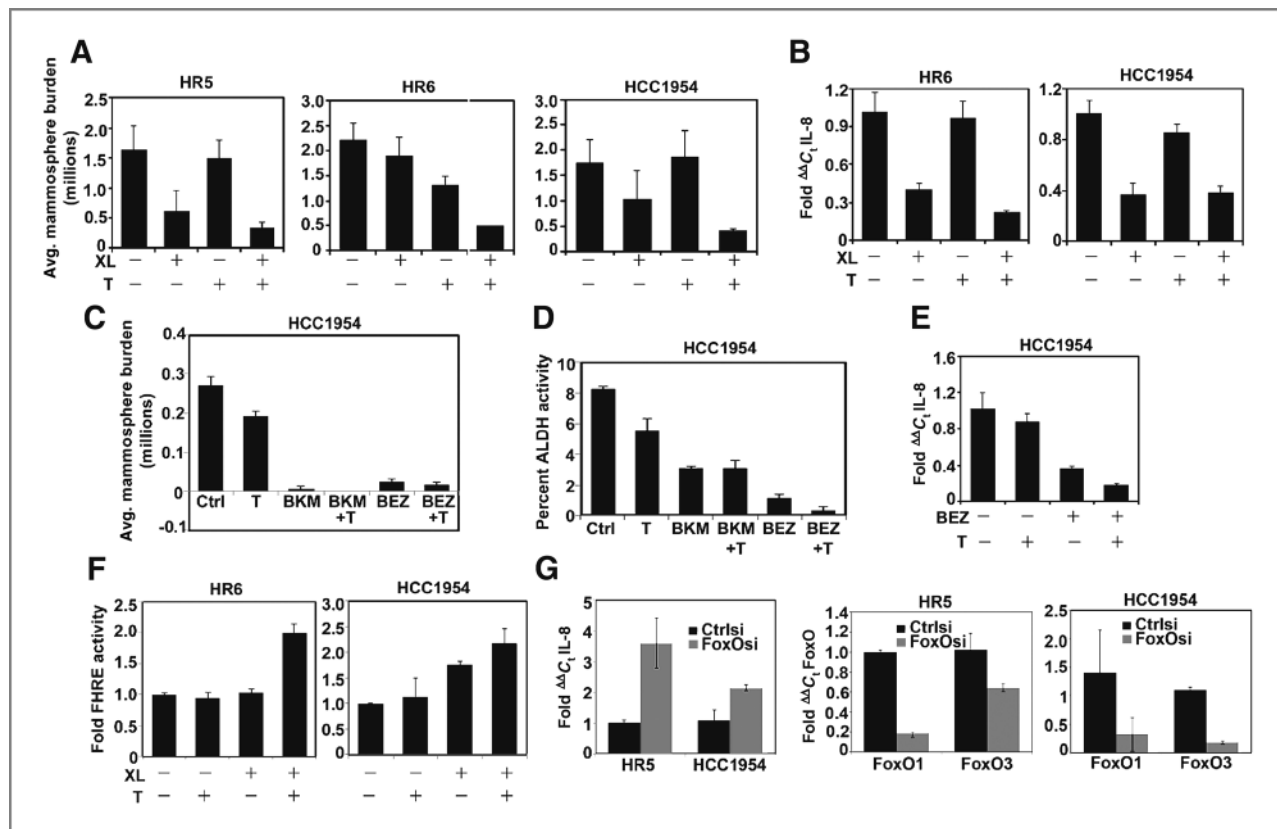 A
HR5
HR6
HCC1954
Avg. mammosphere burden
(millions)
2.5
2.0
1.5
1.0
0.5
0
3.0
2.5
2.0
1.5
1.0
0.5
0
3.0
2.5
2.0
1.5
1.0
0.5
0
XL − + − + − + − + − + − +
T − − + + − − + + − − + +
B
HR6
HCC1954
Fold ΔΔCt IL-8
1.2
0.9
0.6
0.3
0
1.2
0.8
0.4
0
XL − + − + − + − +
T − − + + − − + +
C
HCC1954
Avg. mammosphere burden
(millions)
0.4
0.3
0.2
0.1
0
-0.1
Ctrl T BKM BKM BEZ BEZ
+T +T
D
HCC1954
Percent ALDH activity
10
8
6
4
2
0
Ctrl T BKM BKM BEZ BEZ
+T +T
E
HCC1954
Fold ΔΔCt IL-8
1.6
1.2
0.8
0.4
0
BEZ − − + +
T − + − +
F
HR6
HCC1954
Fold FHRE activity
2.5
2.0
1.5
1.0
0.5
0
3.0
2.5
2.0
1.5
1.0
0.5
0
XL − − + + − − + +
T − + − + − + − +
G
Fold ΔΔCt IL-8
5
4
3
2
1
0
Ctrlsi
FoxOsi
HR5 HCC1954
HR5
Fold ΔΔCt FoxO
1.4
1.2
1.0
0.8
0.6
0.4
0.2
0
Ctrlsi
FoxOsi
FoxO1 FoxO3
HCC1954
2.5
2.0
1.5
1
0.5
0
Ctrlsi
FoxOsi
FoxO1 FoxO3